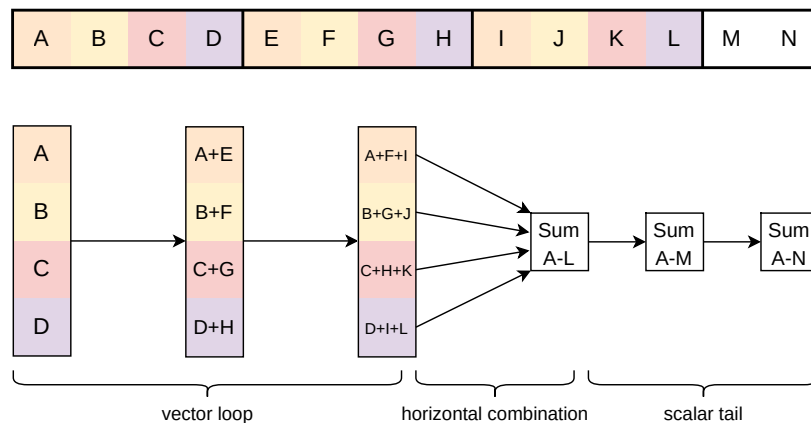 A B C D E F G H I J K L M N
A A+E A+F+I
B B+F B+G+J
C C+G C+H+K
D D+H D+I+L
Sum Sum Sum
A-L A-M A-N
vector loop horizontal combination scalar tail